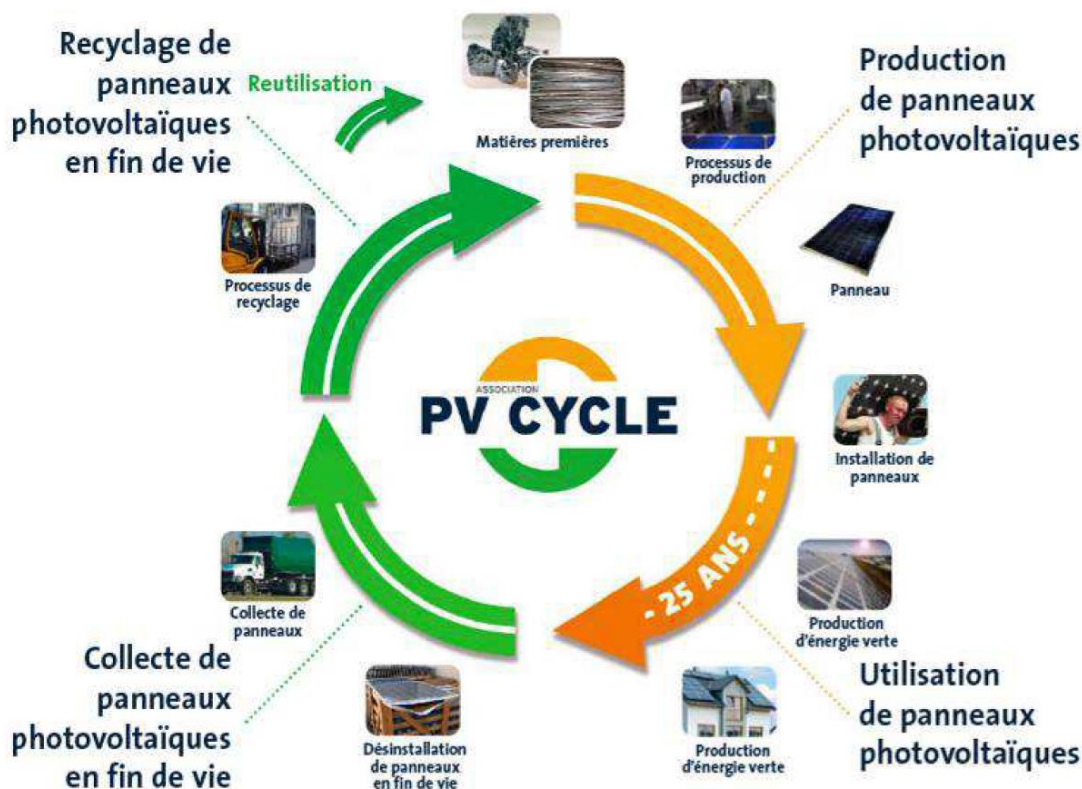 Recyclage de
panneaux
photovoltaïques
en fin de vie
Reutilisation
Matières premières
Processus de
production
Production
de panneaux
photovoltaïques
Panneau
Processus de
recyclage
ASSOCIATION
PV CYCLE
Installation de
panneaux
- 25 ANS - - - -
Production
d'énergie verte
Utilisation
de panneaux
photovoltaïques
Production
d'énergie verte
Désinstallation
de panneaux
en fin de vie
Collecte de
panneaux
Collecte de
panneaux
photovoltaïques
en fin de vie